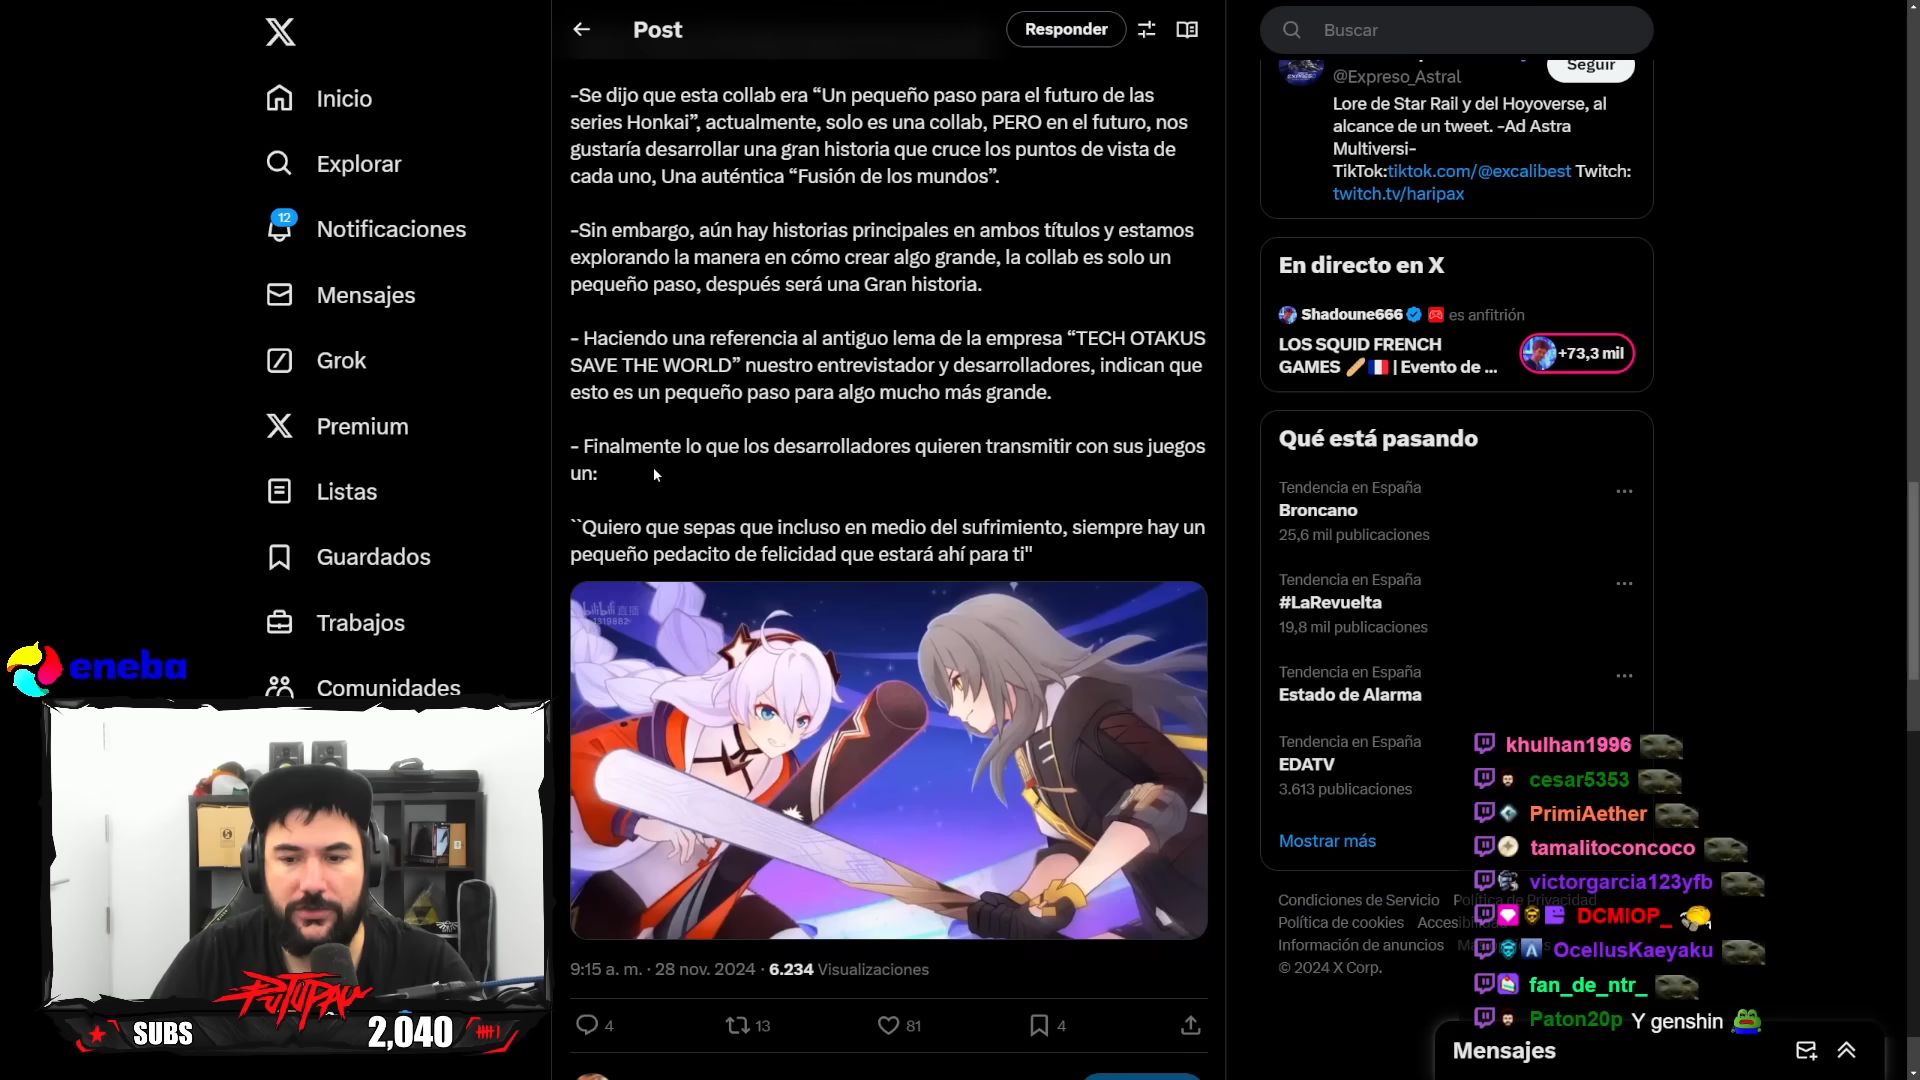 Inicio
Explorar
12
Notificaciones
Mensajes
Grok
Premium
Listas
Guardados
Trabajos
Comunidades
eneba
PUTUPAU
SUBS
2,040
Post
Responder
-Se dijo que esta collab era “Un pequeño paso para el futuro de las
series Honkai”, actualmente, solo es una collab, PERO en el futuro, nos
gustaría desarrollar una gran historia que cruce los puntos de vista de
cada uno, Una auténtica “Fusión de los mundos”.
-Sin embargo, aún hay historias principales en ambos títulos y estamos
explorando la manera en cómo crear algo grande, la collab es solo un
pequeño paso, después será una Gran historia.
- Haciendo una referencia al antiguo lema de la empresa “TECH OTAKUS
SAVE THE WORLD” nuestro entrevistador y desarrolladores, indican que
esto es un pequeño paso para algo mucho más grande.
- Finalmente lo que los desarrolladores quieren transmitir con sus juegos
un:
``Quiero que sepas que incluso en medio del sufrimiento, siempre hay un
pequeño pedacito de felicidad que estará ahí para ti"
bilibili 直播
9:15 a. m. · 28 nov. 2024 · 6.234 Visualizaciones
4
13
81
4
Buscar
@Expreso_Astral
Seguir
Lore de Star Rail y del Hoyoverse, al
alcance de un tweet. -Ad Astra
Multiversi-
TikTok:tiktok.com/@excalibest Twitch:
twitch.tv/haripax
En directo en X
Shadoune666 es anfitrión
LOS SQUID FRENCH
GAMES 🥖🇫🇷 | Evento de ...
+73,3 mil
Qué está pasando
Tendencia en España
Broncano
25,6 mil publicaciones
Tendencia en España
#LaRevuelta
19,8 mil publicaciones
Tendencia en España
Estado de Alarma
Tendencia en España
EDATV
3.613 publicaciones
Mostrar más
Condiciones de Servicio Política de Privacidad
Política de cookies
Información de anuncios
© 2024 X Corp.
khulhan1996
cesar5353
PrimiAether
tamalitoconcoco
victorgarcia123yfb
DCMIOP_
OcellusKaeyaku
fan_de_ntr_
Paton20p Y genshin
Mensajes